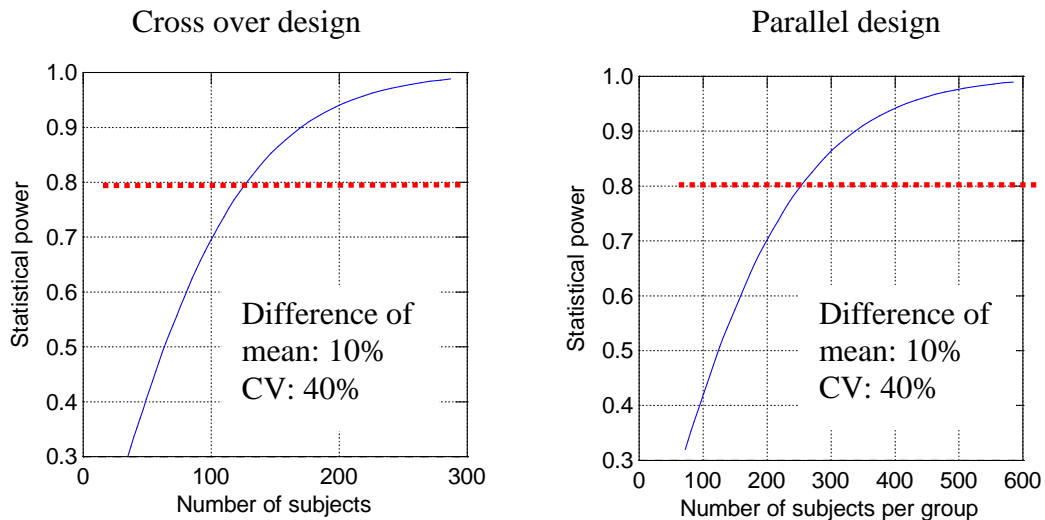 Cross over design
1.0
0.9
0.8
0.7
0.6
0.5
0.4
0.3
Statistical power
Difference of
mean: 10%
CV: 40%
0
100
200
300
Number of subjects
Parallel design
1.0
0.9
0.8
0.7
0.6
0.5
0.4
0.3
Statistical power
Difference of
mean: 10%
CV: 40%
0
100
200
300
400
500
600
Number of subjects per group